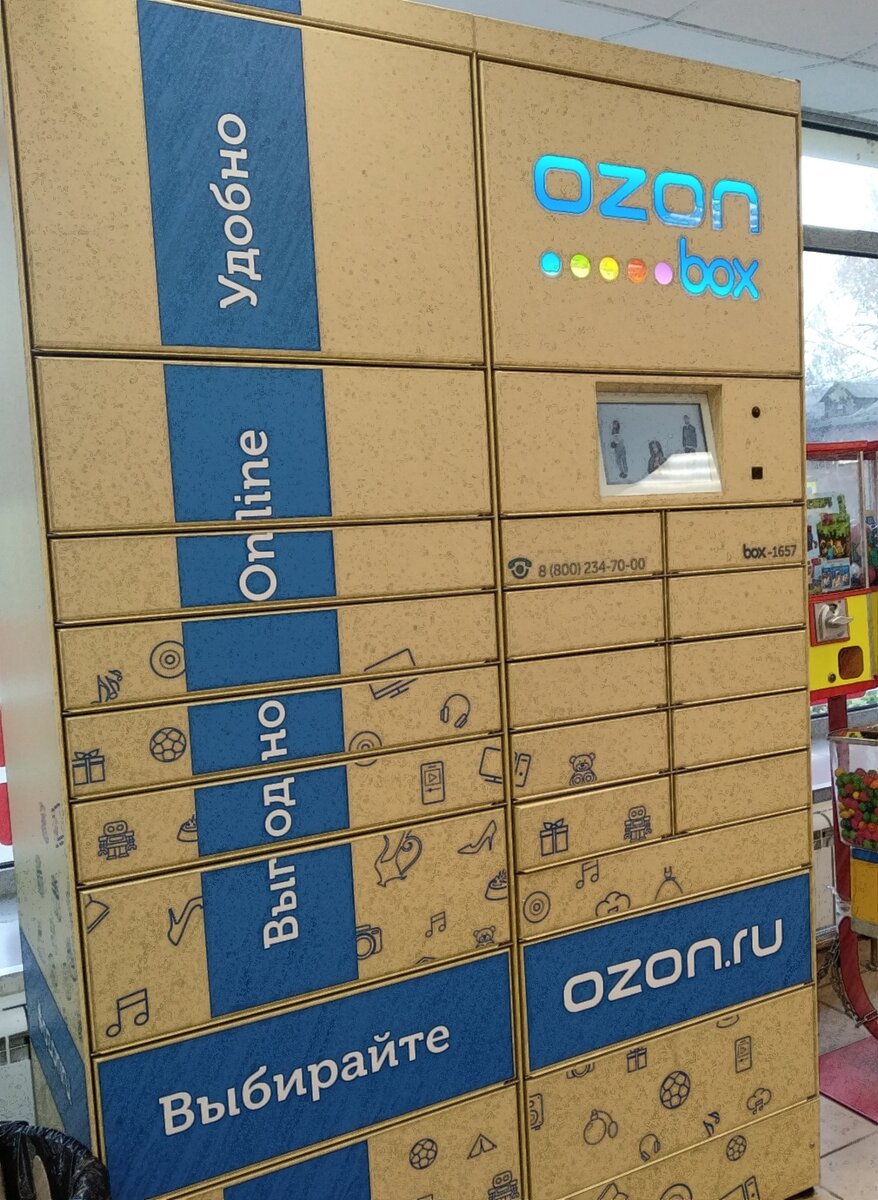 Удобно
Online
Выгодно
Выбирайте
ozon
box
8 (800) 234-70-00
box-1657
ozon.ru